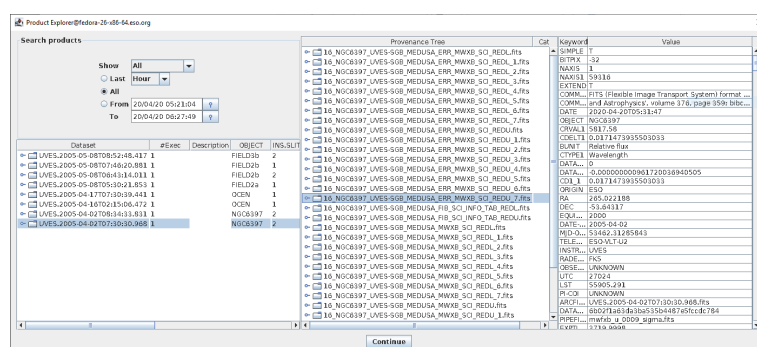 Product Explorer@fedora-26-x86-64.eso.org
Search products
Show All
Last Hour
All
From 20/04/20 05:21:04
To 20/04/20 06:27:49
Dataset #Exec Description OBJECT INS.SLIT
UVES.2005-05-08T08:52:48.417 1 FIELD3b 2
UVES.2005-05-08T07:46:20.881 1 FIELD2b 1
UVES.2005-05-08T06:43:14.011 1 FIELD2b 2
UVES.2005-05-08T05:30:21.853 1 FIELD2a 1
UVES.2005-04-17T07:30:39.441 1 OCEN 1
UVES.2005-04-16T02:15:06.472 1 OCEN 1
UVES.2005-04-02T08:34:33.831 1 NGC6397 2
UVES.2005-04-02T07:30:30.968 1 NGC6397 2
Provenance Tree Cat
16_NGC6397_UVES-SGB_MEDUSA_ERR_MWXB_SCI_REDL.fits
16_NGC6397_UVES-SGB_MEDUSA_ERR_MWXB_SCI_REDL_1.fits
16_NGC6397_UVES-SGB_MEDUSA_ERR_MWXB_SCI_REDL_2.fits
16_NGC6397_UVES-SGB_MEDUSA_ERR_MWXB_SCI_REDL_3.fits
16_NGC6397_UVES-SGB_MEDUSA_ERR_MWXB_SCI_REDL_4.fits
16_NGC6397_UVES-SGB_MEDUSA_ERR_MWXB_SCI_REDL_5.fits
16_NGC6397_UVES-SGB_MEDUSA_ERR_MWXB_SCI_REDL_6.fits
16_NGC6397_UVES-SGB_MEDUSA_ERR_MWXB_SCI_REDL_7.fits
16_NGC6397_UVES-SGB_MEDUSA_ERR_MWXB_SCI_REDU.fits
16_NGC6397_UVES-SGB_MEDUSA_ERR_MWXB_SCI_REDU_1.fits
16_NGC6397_UVES-SGB_MEDUSA_ERR_MWXB_SCI_REDU_2.fits
16_NGC6397_UVES-SGB_MEDUSA_ERR_MWXB_SCI_REDU_3.fits
16_NGC6397_UVES-SGB_MEDUSA_ERR_MWXB_SCI_REDU_4.fits
16_NGC6397_UVES-SGB_MEDUSA_ERR_MWXB_SCI_REDU_5.fits
16_NGC6397_UVES-SGB_MEDUSA_ERR_MWXB_SCI_REDU_6.fits
16_NGC6397_UVES-SGB_MEDUSA_ERR_MWXB_SCI_REDU_7.fits
16_NGC6397_UVES-SGB_MEDUSA_FIB_SCI_INFO_TAB_REDL.fits
16_NGC6397_UVES-SGB_MEDUSA_FIB_SCI_INFO_TAB_REDU.fits
16_NGC6397_UVES-SGB_MEDUSA_MWXB_SCI_REDL.fits
16_NGC6397_UVES-SGB_MEDUSA_MWXB_SCI_REDL_1.fits
16_NGC6397_UVES-SGB_MEDUSA_MWXB_SCI_REDL_2.fits
16_NGC6397_UVES-SGB_MEDUSA_MWXB_SCI_REDL_3.fits
16_NGC6397_UVES-SGB_MEDUSA_MWXB_SCI_REDL_4.fits
16_NGC6397_UVES-SGB_MEDUSA_MWXB_SCI_REDL_5.fits
16_NGC6397_UVES-SGB_MEDUSA_MWXB_SCI_REDL_6.fits
16_NGC6397_UVES-SGB_MEDUSA_MWXB_SCI_REDL_7.fits
16_NGC6397_UVES-SGB_MEDUSA_MWXB_SCI_REDU.fits
16_NGC6397_UVES-SGB_MEDUSA_MWXB_SCI_REDU_1.fits
Keyword Value
SIMPLE T
BITPIX -32
NAXIS 1
NAXIS1 59316
EXTEND T
COMM... FITS (Flexible Image Transport System) format ...
COMM... and Astrophysics', volume 376, page 359; bibc...
DATE 2020-04-20T05:31:47
OBJECT NGC6397
CRVAL1 5817.58
CDELT1 0.0171473935503033
BUNIT Relative flux
CTYPE1 Wavelength
DATA... 0
DATA... -0.000000000961720036940505
CD1_1 0.0171473935503033
ORIGIN ESO
RA 265.022188
DEC -53.64317
EQUI... 2000
DATE-... 2005-04-02
MJD-O... 53462.31285843
TELE... ESO-VLT-U2
INSTR... UVES
RADE... FK5
OBSE... UNKNOWN
UTC 27024
LST 55905.291
PI-COI UNKNOWN
ARCFI... UVES.2005-04-02T07:30:30.968.fits
DATA... 6b02f1a63da3ba535b4487e5fccdc784
PIPEFI... mwfxb_u_0009_sigma.fits
EXPTI... 3719.9998
Continue